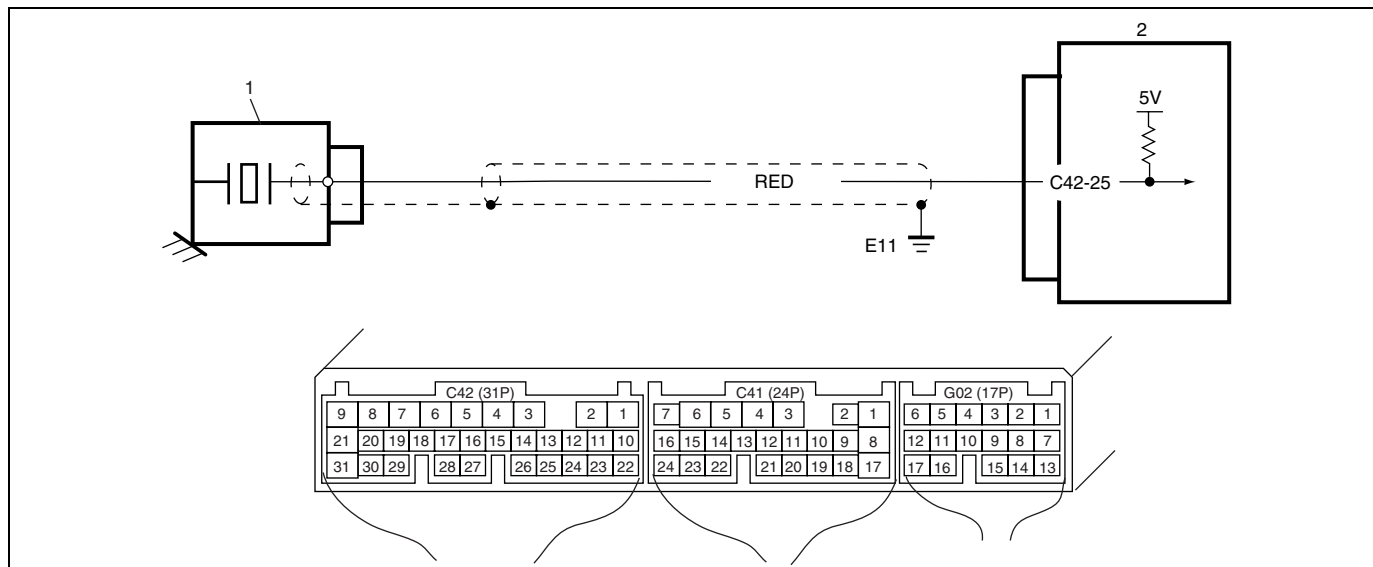 2
1
5V
RED
C42-25
E11
C42 (31P) C41 (24P) G02 (17P)
9 8 7 6 5 4 3 2 1 7 6 5 4 3 2 1 6 5 4 3 2 1
21 20 19 18 17 16 15 14 13 12 11 10 16 15 14 13 12 11 10 9 8 12 11 10 9 8 7
31 30 29 28 27 26 25 24 23 22 24 23 22 21 20 19 18 17 17 16 15 14 13